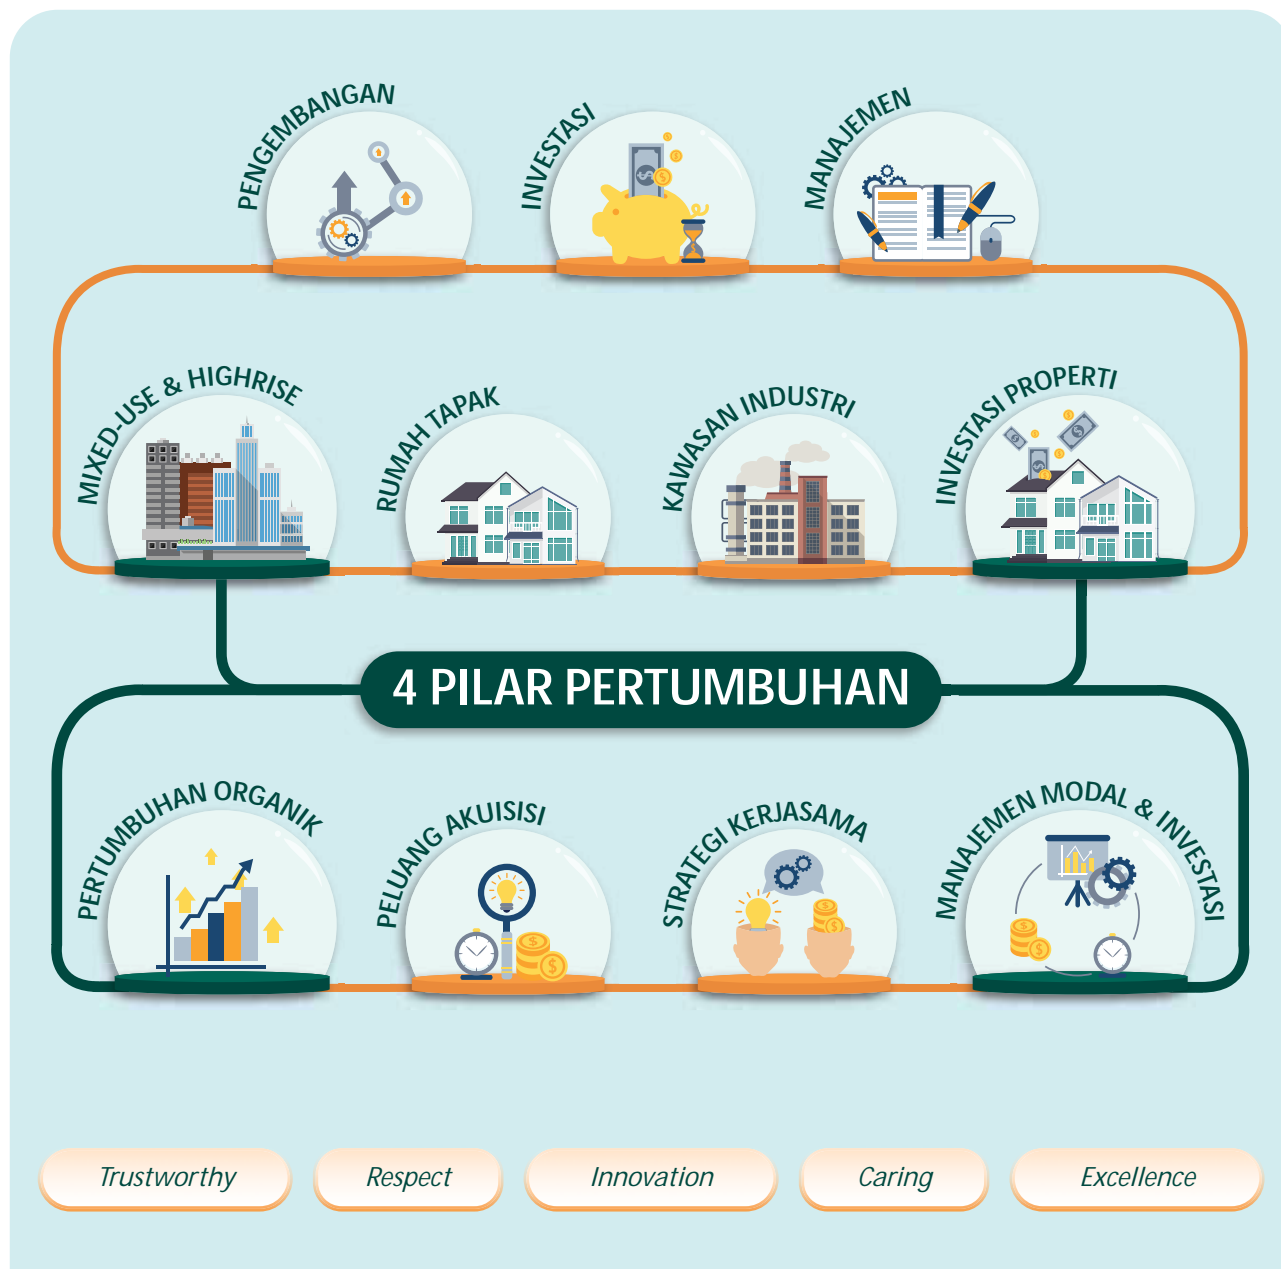 PENGEMBANGAN
INVESTASI
MANAJEMEN
MIXED-USE & HIGHRISE
RUMAH TAPAK
KAWASAN INDUSTRI
INVESTASI PROPERTI
4 PILAR PERTUMBUHAN
PERTUMBUHAN ORGANIK
PELUANG AKUISISI
STRATEGI KERJASAMA
MANAJEMEN MODAL & INVESTASI
Trustworthy
Respect
Innovation
Caring
Excellence